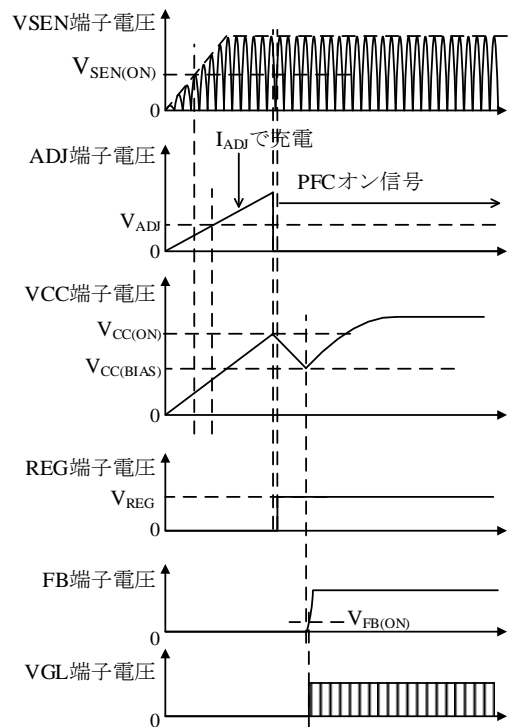 VSEN端子電圧
VSEN(ON)
0
IADJで充電
ADJ端子電圧
PFCオン信号
VADJ
0
VCC端子電圧
VCC(ON)
VCC(BIAS)
0
REG端子電圧
VREG
0
FB端子電圧
VFB(ON)
0
VGL端子電圧
0